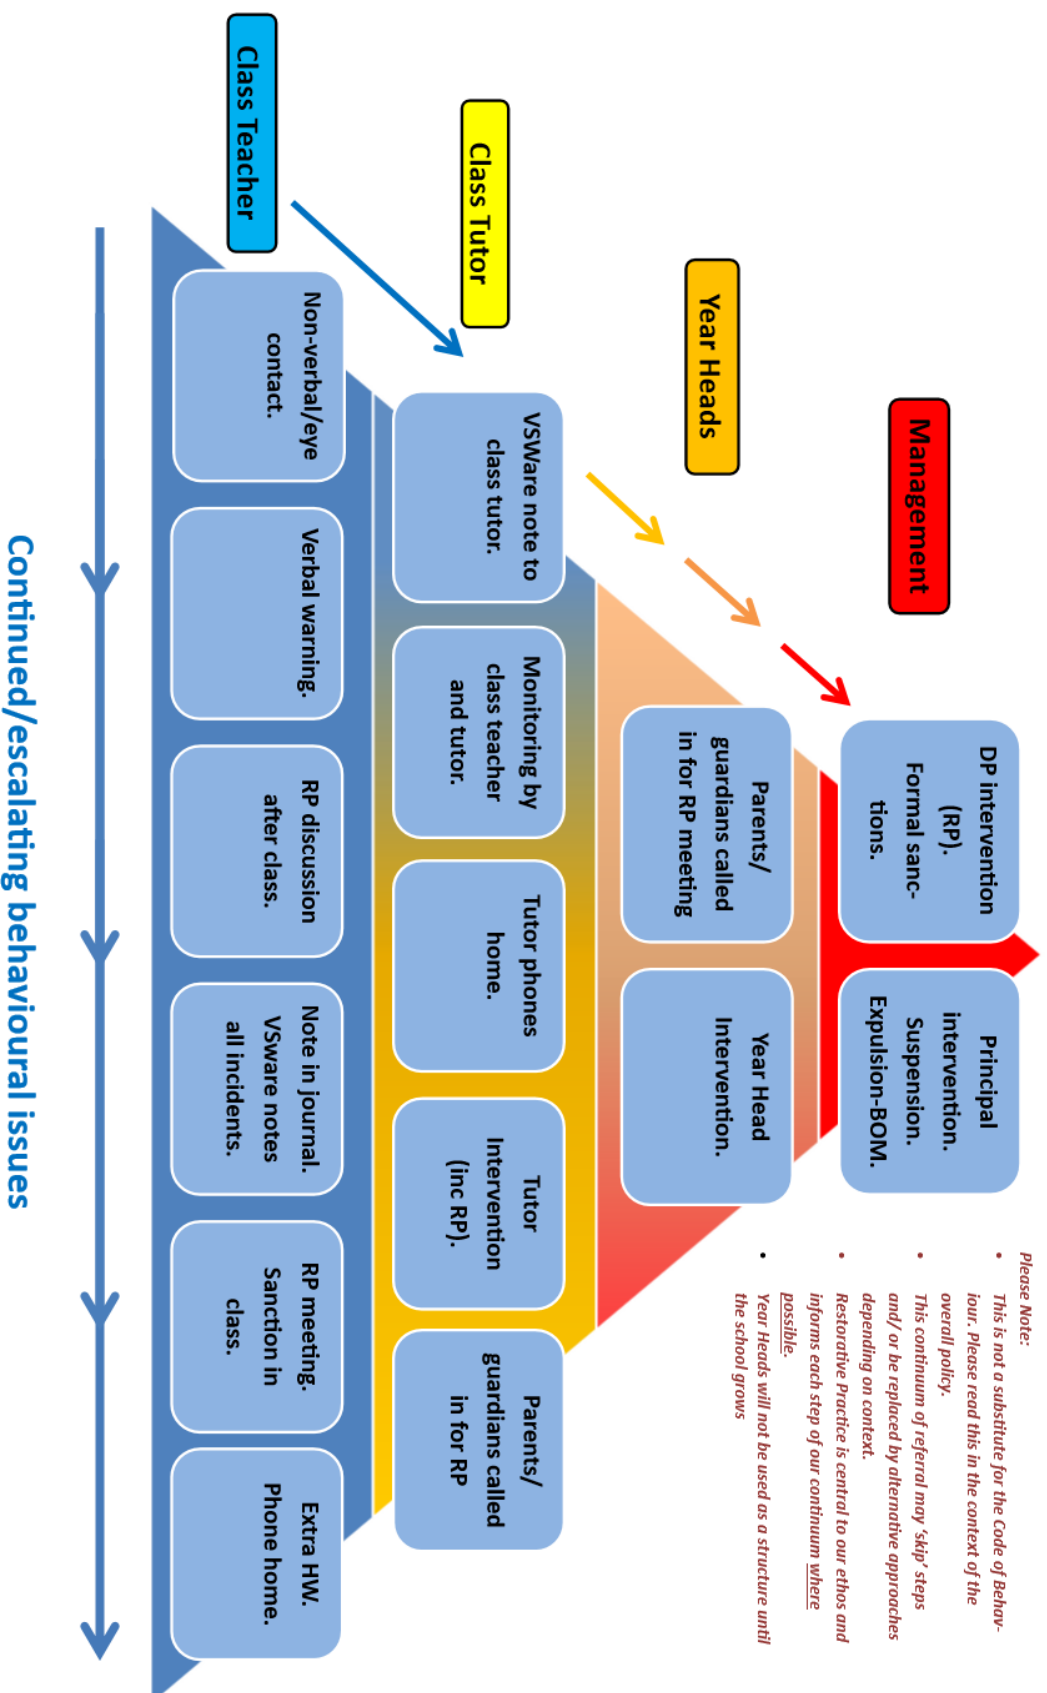 Management
Year Heads
Class Tutor
Class Teacher
DP intervention
(RP).
Formal sanc-
tions.
Principal
intervention.
Suspension.
Expulsion-BOM.
Parents/
guardians called
in for RP meeting
Year Head
Intervention.
VSWare note to
class tutor.
Monitoring by
class teacher
and tutor.
Tutor phones
home.
Tutor
Intervention
(inc RP).
Parents/
guardians called
in for RP
Non-verbal/eye
contact.
Verbal warning.
RP discussion
after class.
Note in journal.
VSware notes
all incidents.
RP meeting.
Sanction in
class.
Extra HW.
Phone home.
Continued/escalating behavioural issues
Please Note:
• This is not a substitute for the Code of Behav-
iour. Please read this in the context of the
overall policy.
• This continuum of referral may ‘skip’ steps
and/ or be replaced by alternative approaches
depending on context.
• Restorative Practice is central to our ethos and
informs each step of our continuum where
possible.
• Year Heads will not be used as a structure until
the school grows